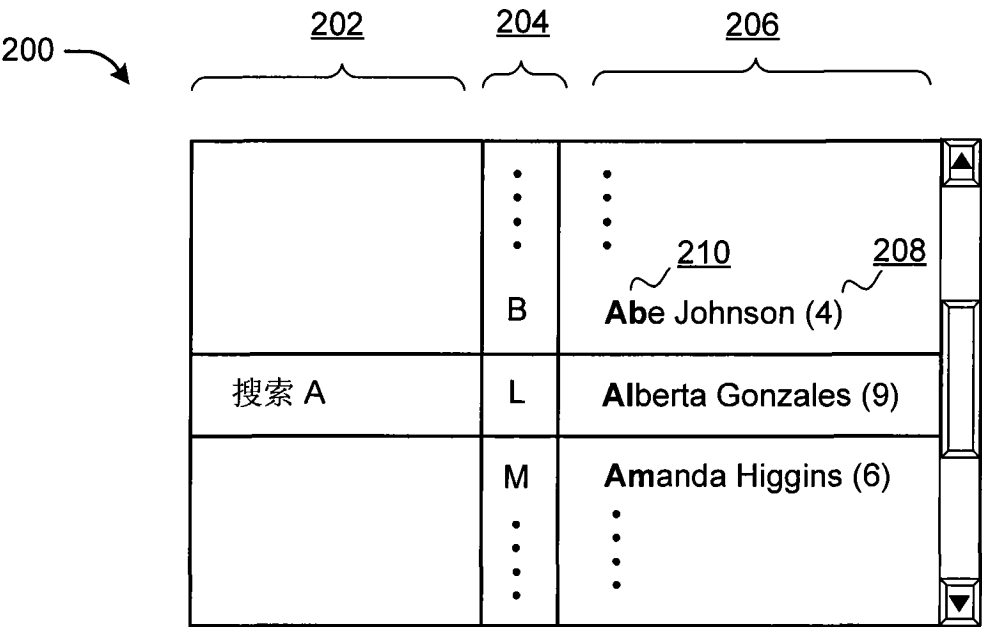 200
202 204 206
210 208
B Abe Johnson (4)
搜索 A L Alberta Gonzales (9)
M Amanda Higgins (6)